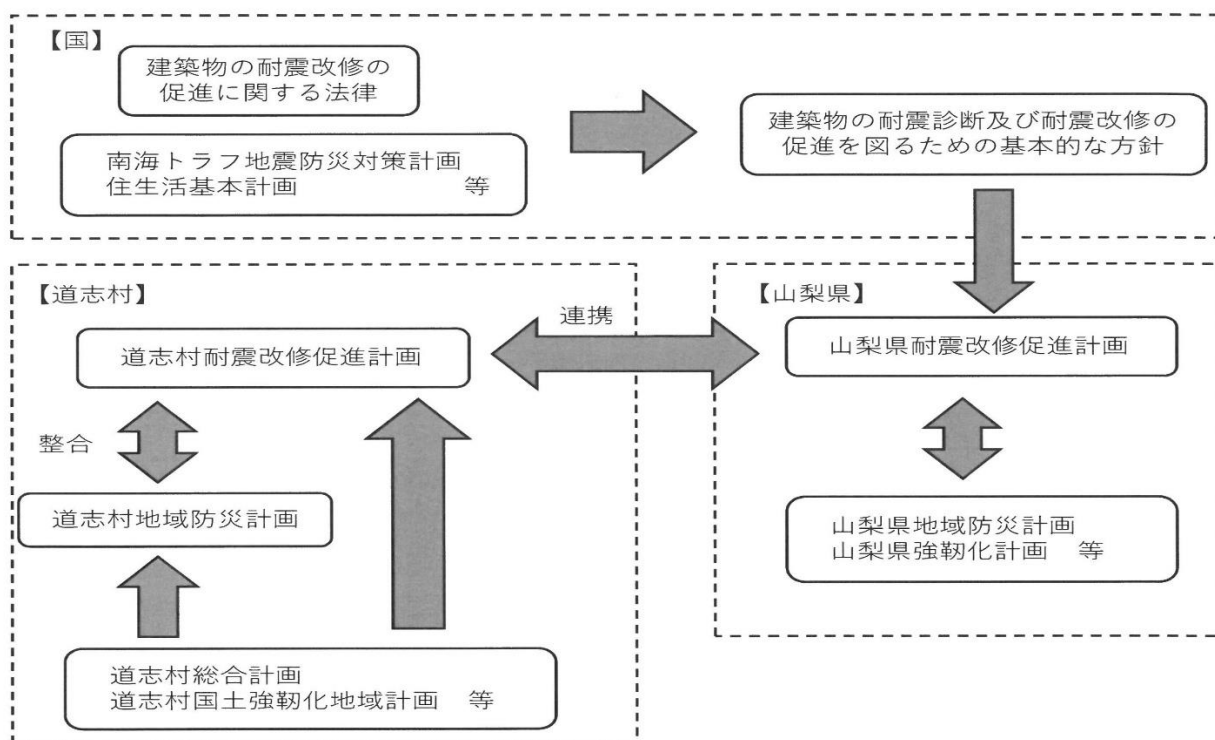 【国】
建築物の耐震改修の
促進に関する法律
南海トラフ地震防災対策計画
住生活基本計画　等
建築物の耐震診断及び耐震改修の
促進を図るための基本的な方針
【道志村】
道志村耐震改修促進計画
整合
道志村地域防災計画
道志村総合計画
道志村国土強靭化地域計画　等
連携
【山梨県】
山梨県耐震改修促進計画
山梨県地域防災計画
山梨県強靭化計画　等